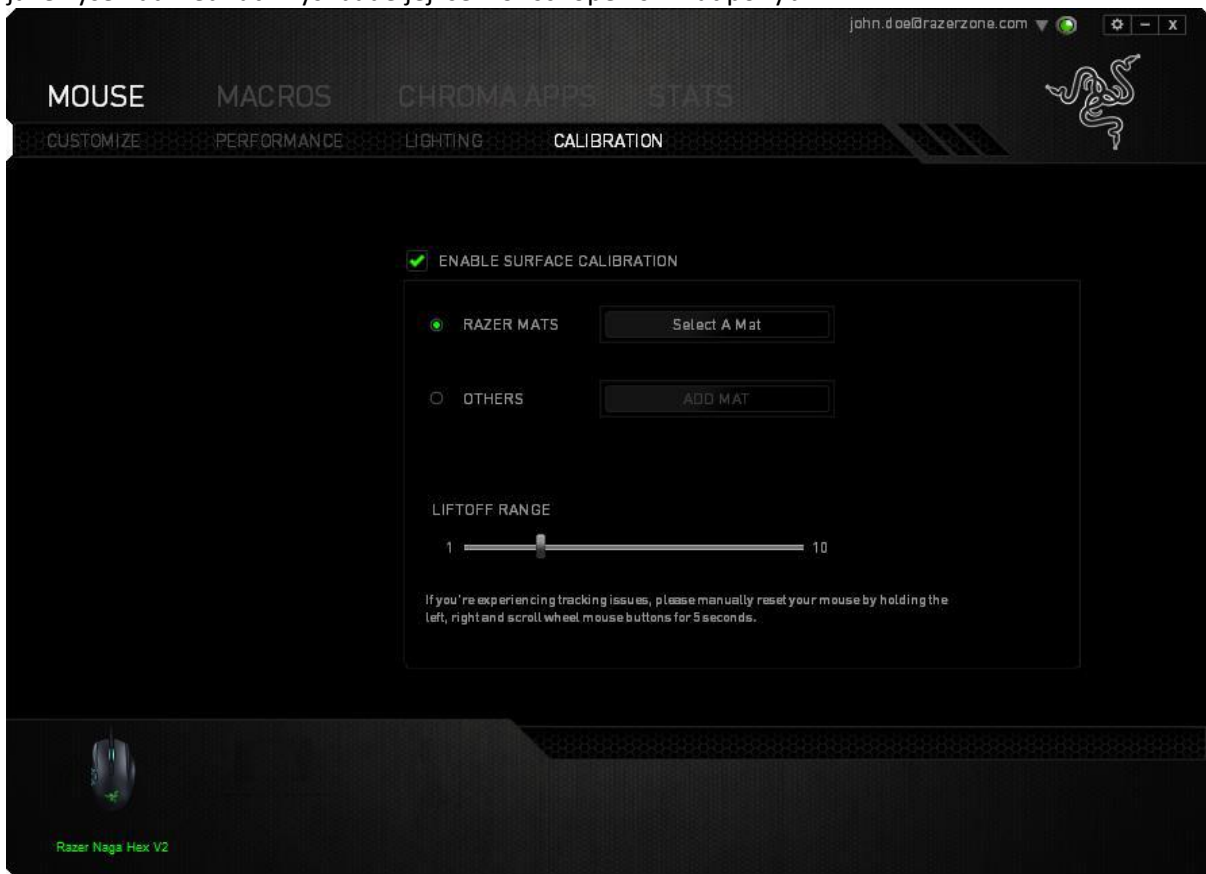 john.doe@razerzone.com
MOUSE MACROS CHROMA APPS STATS
CUSTOMIZE PERFORMANCE LIGHTING CALIBRATION
ENABLE SURFACE CALIBRATION
RAZER MATS Select A Mat
OTHERS ADD MAT
LIFTOFF RANGE
1 10
If you're experiencing tracking issues, please manually reset your mouse by holding the
left, right and scroll wheel mouse buttons for 5 seconds.
Razer Naga Hex V2